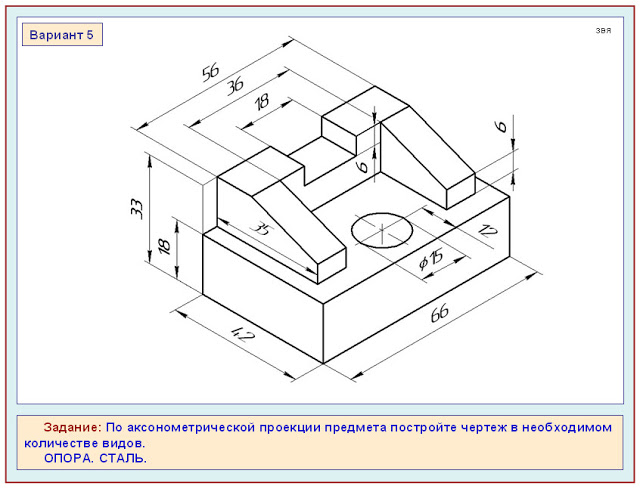 Вариант 5
звя
56
36
18
6
6
33
35
18
12
⌀15
42
66
Задание: По аксонометрической проекции предмета постройте чертеж в необходимом
количестве видов.
ОПОРА. СТАЛЬ.